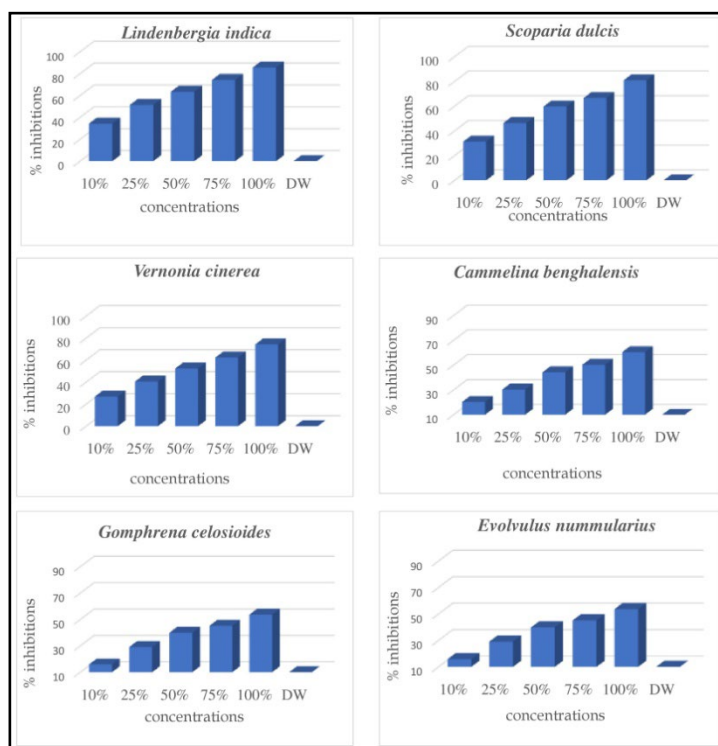 Lindenbergia indica
% inhibitions
100
80
60
40
20
0
10% 25% 50% 75% 100% DW
concentrations
Scoparia dulcis
% inhibitions
100
80
60
40
20
0
10% 25% 50% 75% 100% DW
concentrations
Vernonia cinerea
% inhibitions
100
80
60
40
20
0
10% 25% 50% 75% 100% DW
concentrations
Cammelina benghalensis
% inhibitions
90
70
50
30
10
10% 25% 50% 75% 100% DW
concentrations
Gomphrena celosioides
% inhibitions
90
70
50
30
10
10% 25% 50% 75% 100% DW
concentrations
Evolvulus nummularius
% inhibitions
90
70
50
30
10
10% 25% 50% 75% 100% DW
concentrations